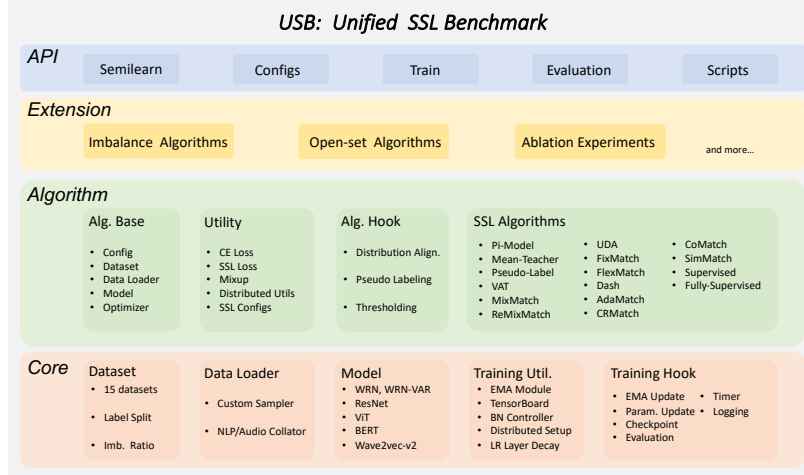 USB: Unified SSL Benchmark
API
Semilearn
Configs
Train
Evaluation
Scripts
Extension
Imbalance Algorithms
Open-set Algorithms
Ablation Experiments
and more…
Algorithm
Alg. Base
• Config
• Dataset
• Data Loader
• Model
• Optimizer
Utility
• CE Loss
• SSL Loss
• Mixup
• Distributed Utils
• SSL Configs
Alg. Hook
• Distribution Align.
• Pseudo Labeling
• Thresholding
SSL Algorithms
• Pi-Model
• Mean-Teacher
• Pseudo-Label
• VAT
• MixMatch
• ReMixMatch
• UDA
• FixMatch
• FlexMatch
• Dash
• AdaMatch
• CRMatch
• CoMatch
• SimMatch
• Supervised
• Fully-Supervised
Core
Dataset
• 15 datasets
• Label Split
• Imb. Ratio
Data Loader
• Custom Sampler
• NLP/Audio Collator
Model
• WRN, WRN-VAR
• ResNet
• ViT
• BERT
• Wave2vec-v2
Training Util.
• EMA Module
• TensorBoard
• BN Controller
• Distributed Setup
• LR Layer Decay
Training Hook
• EMA Update
• Param. Update
• Checkpoint
• Evaluation
• Timer
• Logging